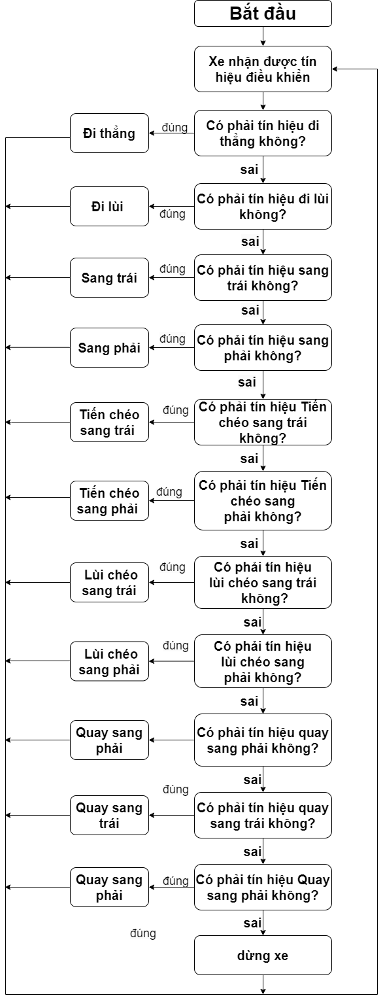 Bắt đầu
Xe nhận được tín
hiệu điều khiển
Đi thẳng
đúng
Có phải tín hiệu đi
thẳng không?
sai
Đi lùi
đúng
Có phải tín hiệu đi lùi
không?
sai
Sang trái
đúng
Có phải tín hiệu sang
trái không?
sai
Sang phải
đúng
Có phải tín hiệu sang
phải không?
sai
Tiến chéo
sang trái
đúng
Có phải tín hiệu Tiến
chéo sang trái
không?
sai
Tiến chéo
sang phải
đúng
Có phải tín hiệu Tiến
chéo sang
phải không?
sai
Lùi chéo
sang trái
đúng
Có phải tín hiệu
lùi chéo sang trái
không?
sai
Lùi chéo
sang phải
đúng
Có phải tín hiệu
lùi chéo sang
phải không?
sai
Quay sang
phải
Có phải tín hiệu quay
sang phải không?
sai
đúng
Quay sang
trái
Có phải tín hiệu quay
sang trái không?
sai
Quay sang
phải
đúng
Có phải tín hiệu Quay
sang phải không?
sai
đúng
dừng xe